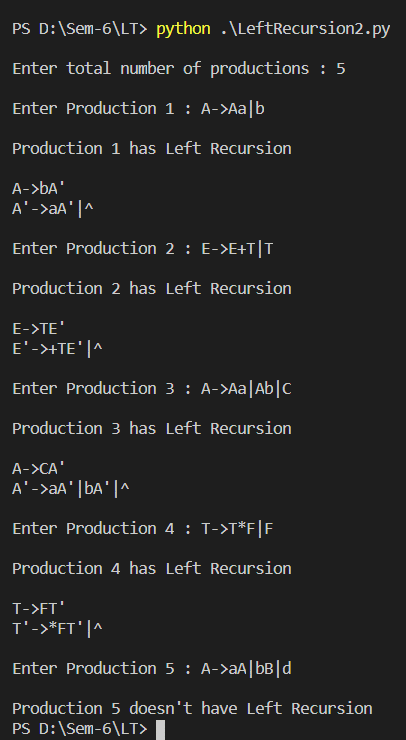 PS D:\Sem-6\LT> python .\LeftRecursion2.py
Enter total number of productions : 5
Enter Production 1 : A->Aa|b
Production 1 has Left Recursion
A->bA'
A'->aA'|^
Enter Production 2 : E->E+T|T
Production 2 has Left Recursion
E->TE'
E'->+TE'|^
Enter Production 3 : A->Aa|Ab|C
Production 3 has Left Recursion
A->CA'
A'->aA'|bA'|^
Enter Production 4 : T->T*F|F
Production 4 has Left Recursion
T->FT'
T'->*FT'|^
Enter Production 5 : A->aA|bB|d
Production 5 doesn't have Left Recursion
PS D:\Sem-6\LT>